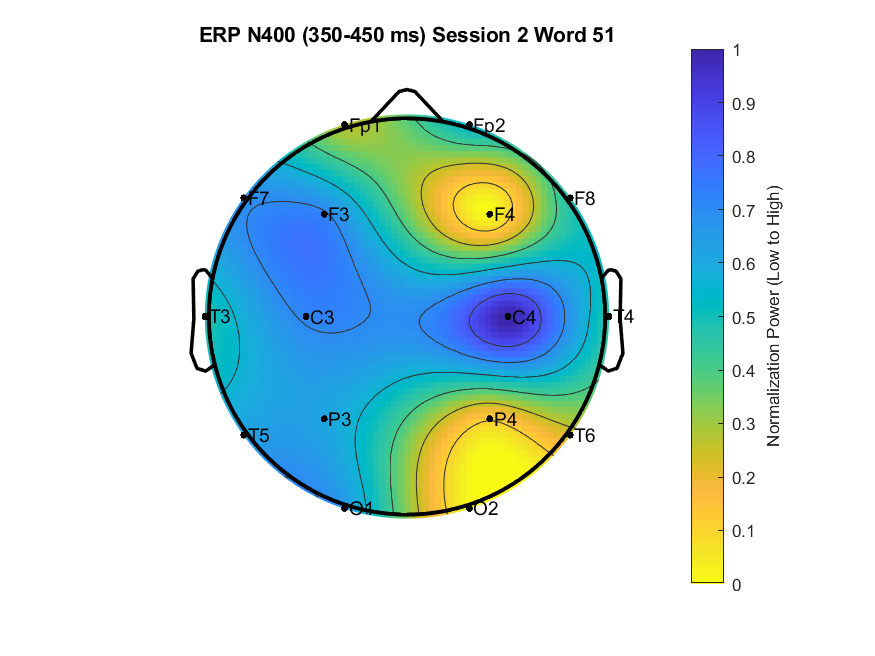 ERP N400 (350-450 ms) Session 2 Word 51
Fp1
Fp2
F7
F3
F4
F8
T3
C3
C4
T4
T5
P3
P4
T6
O1
O2
1
0.9
0.8
0.7
0.6
0.5
0.4
0.3
0.2
0.1
0
Normalization Power (Low to High)